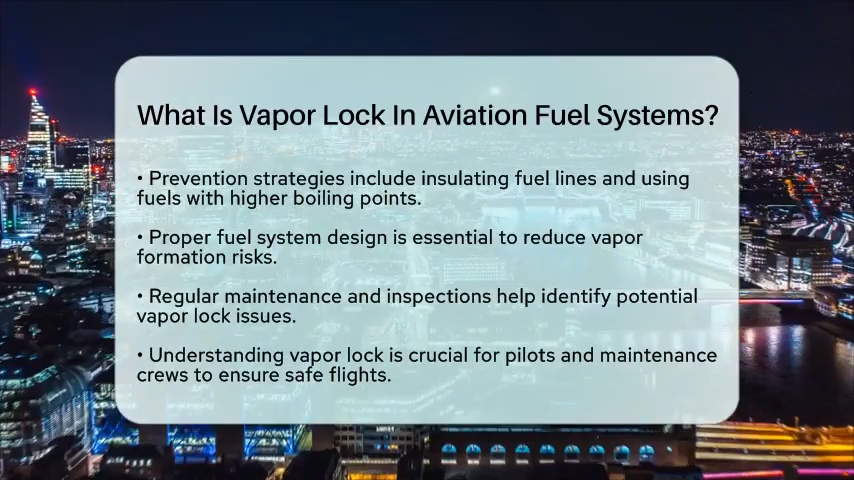 What Is Vapor Lock In Aviation Fuel Systems?
• Prevention strategies include insulating fuel lines and using
fuels with higher boiling points.
• Proper fuel system design is essential to reduce vapor
formation risks.
• Regular maintenance and inspections help identify potential
vapor lock issues.
• Understanding vapor lock is crucial for pilots and maintenance
crews to ensure safe flights.